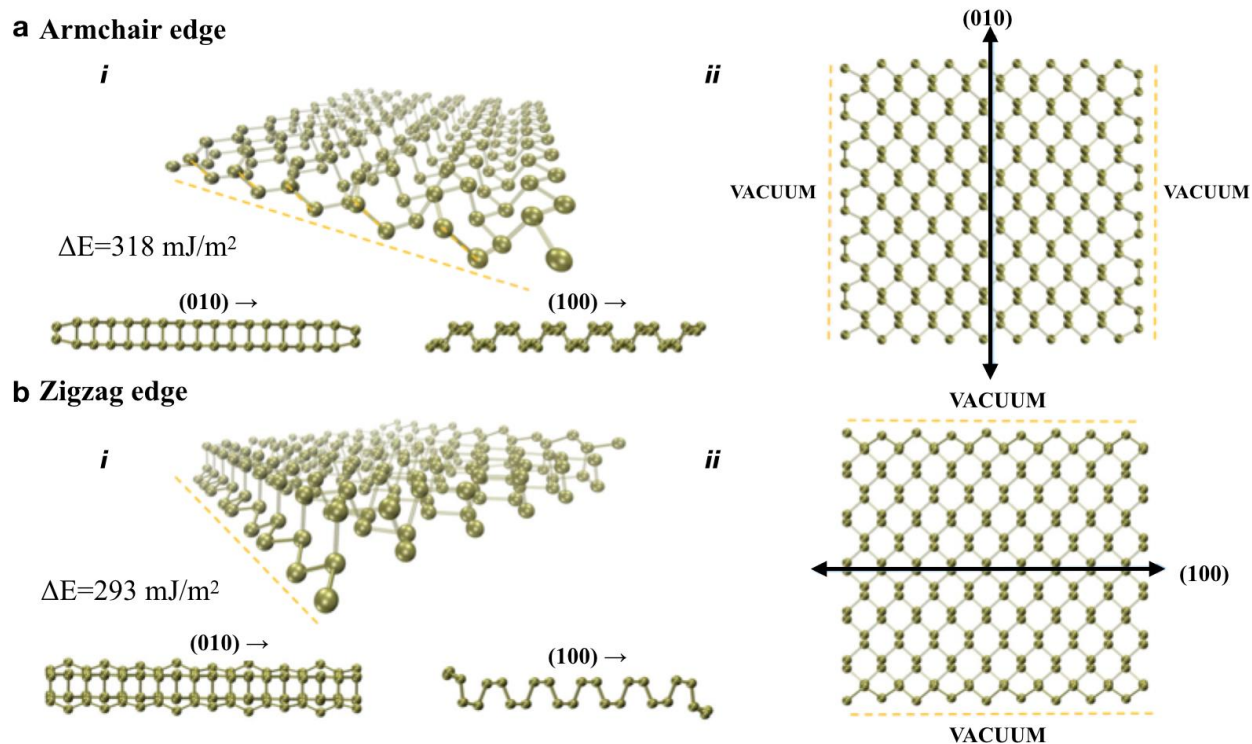 a Armchair edge
i
ii
(010)
VACUUM
VACUUM
ΔE=318 mJ/m²
(010) →
(100) →
b Zigzag edge
i
ii
VACUUM
(100)
ΔE=293 mJ/m²
(010) →
(100) →
VACUUM